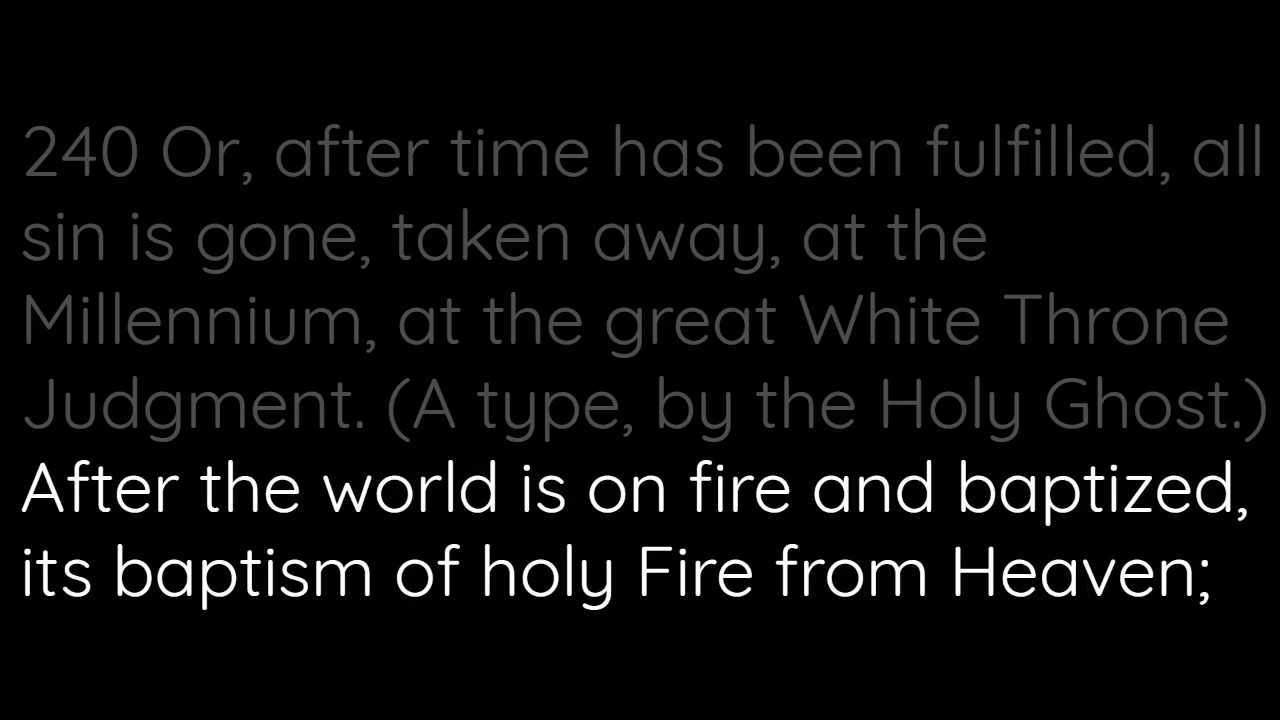 240 Or, after time has been fulfilled, all
sin is gone, taken away, at the
Millennium, at the great White Throne
Judgment. (A type, by the Holy Ghost.)
After the world is on fire and baptized,
its baptism of holy Fire from Heaven;